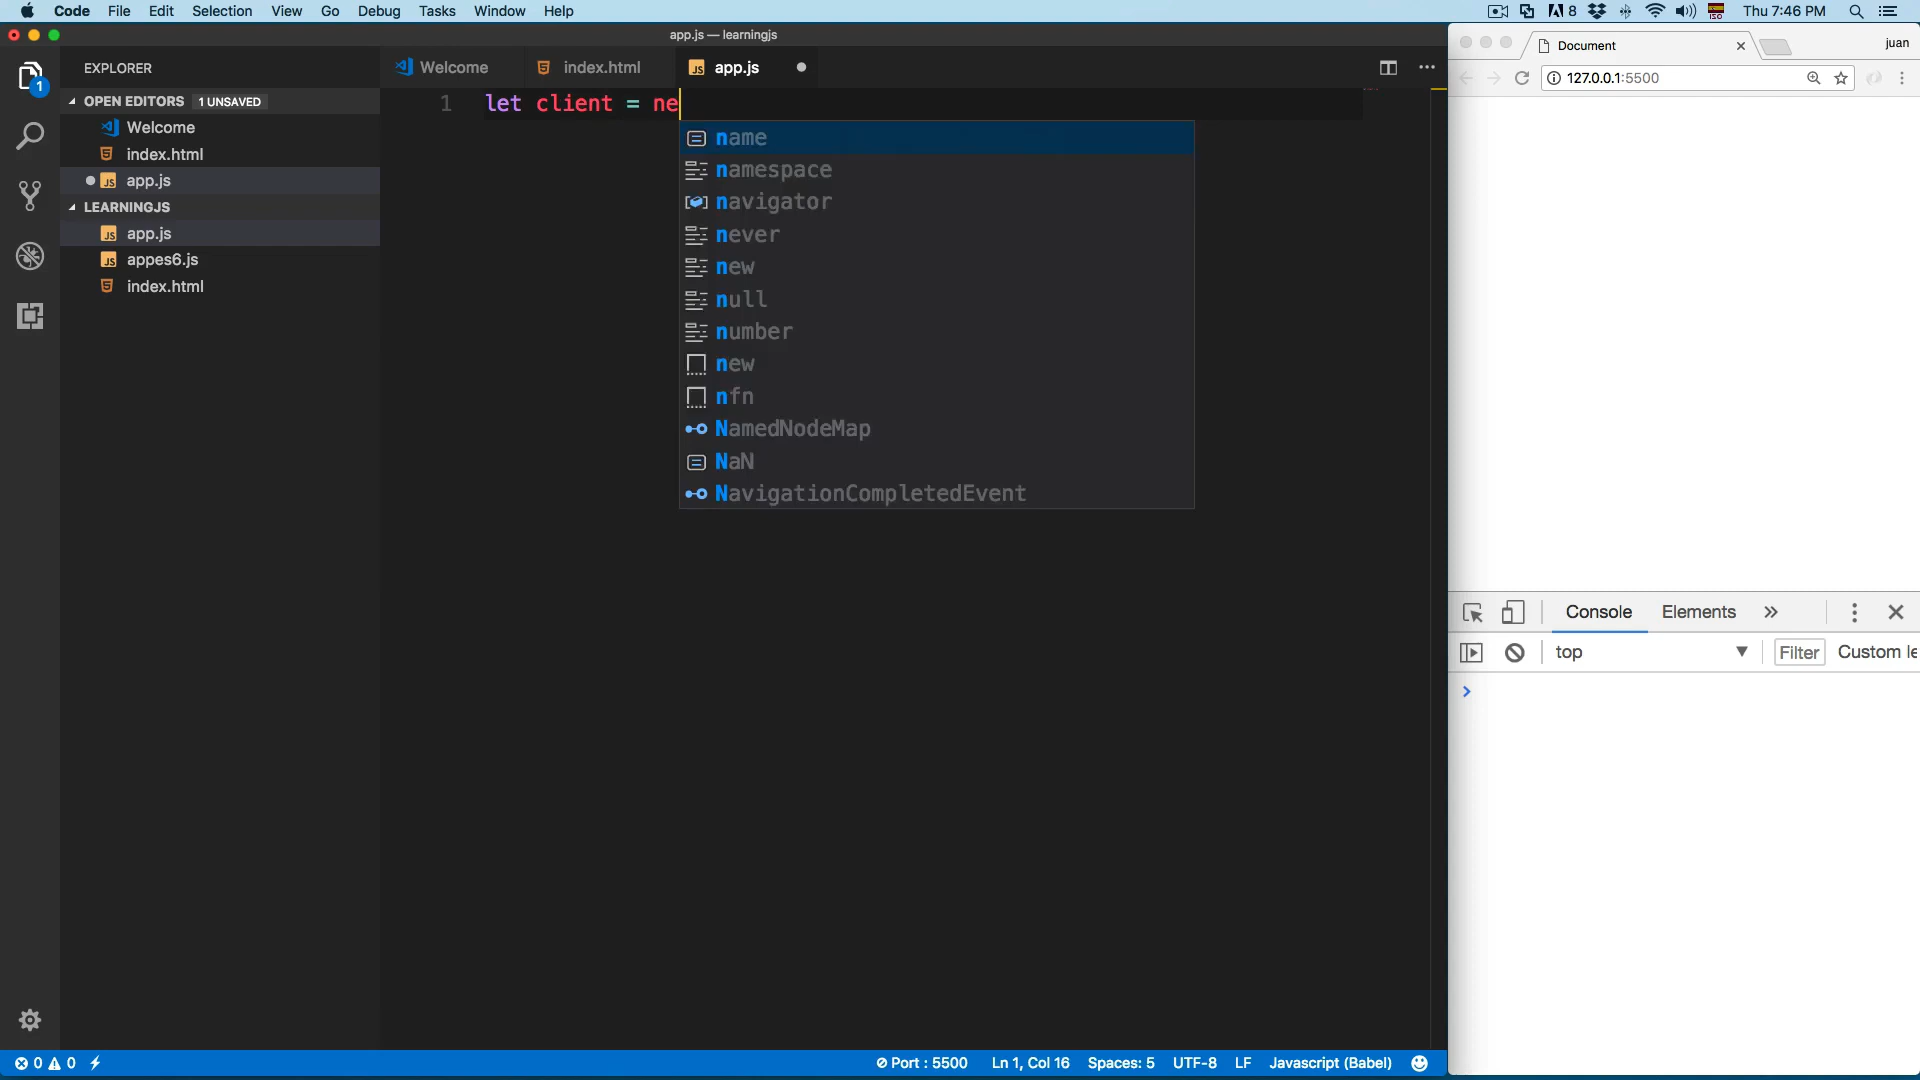 Code File Edit Selection View Go Debug Tasks Window Help
8 Thu 7:46 PM
app.js — learningjs
EXPLORER
OPEN EDITORS 1 UNSAVED
Welcome
index.html
app.js
LEARNINGJS
app.js
appes6.js
index.html
1
Welcome index.html app.js
1 let client = ne
name
namespace
navigator
never
new
null
number
new
nfn
NamedNodeMap
NaN
NavigationCompletedEvent
0 0
Port : 5500 Ln 1, Col 16 Spaces: 5 UTF-8 LF Javascript (Babel)
Document
juan
127.0.0.1:5500
Console Elements
top Filter Custom le